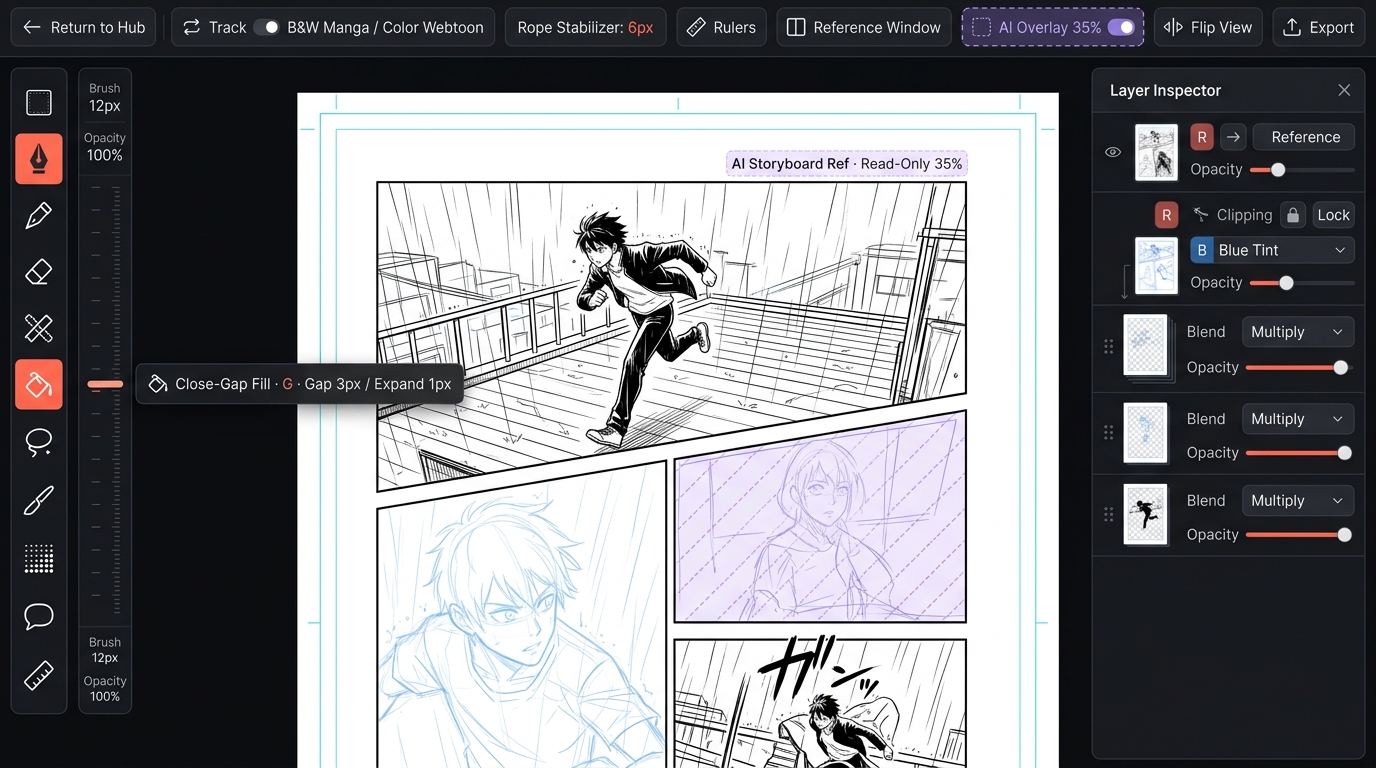 Return to Hub
Track B&W Manga / Color Webtoon
Rope Stabilizer: 6px
Rulers
Reference Window
AI Overlay 35%
Flip View
Export
Brush
12px
Opacity
100%
Close-Gap Fill · G · Gap 3px / Expand 1px
Brush
12px
Opacity
100%
AI Storyboard Ref · Read-Only 35%
ガーン
Layer Inspector
R Reference
Opacity
R Clipping Lock
B Blue Tint
Opacity
Blend Multiply
Opacity
Blend Multiply
Opacity
Blend Multiply
Opacity